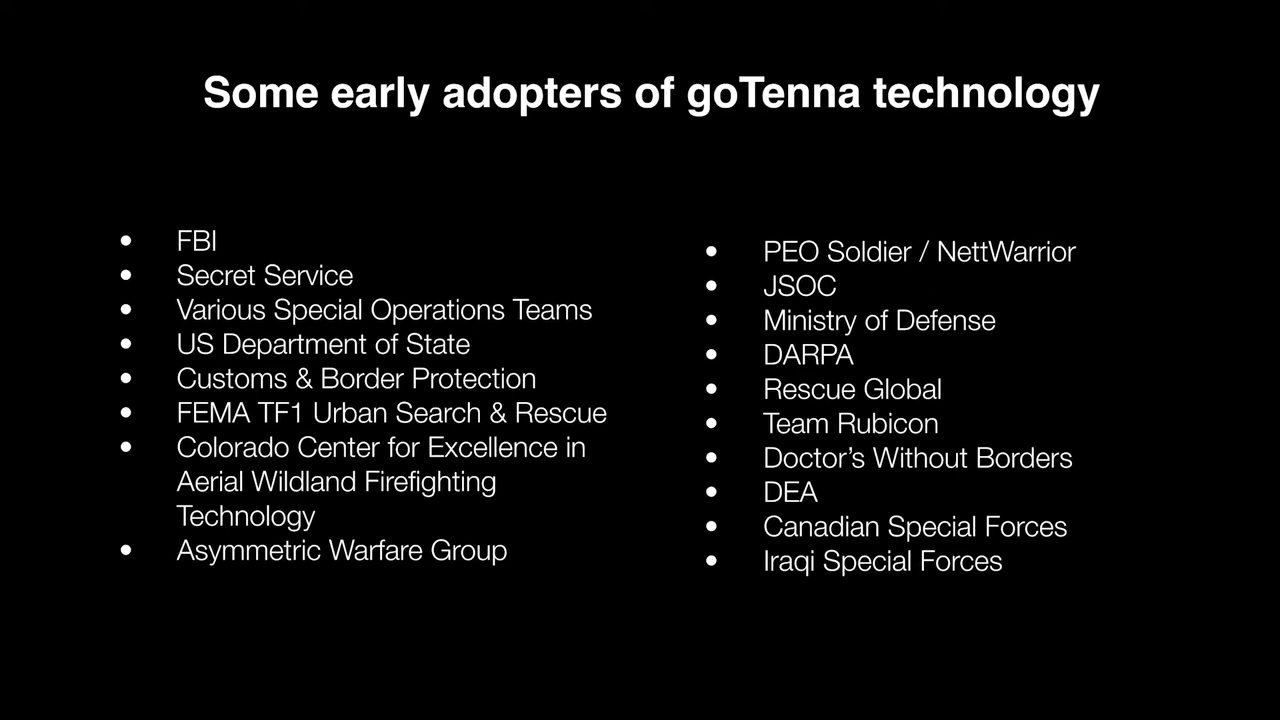 Some early adopters of goTenna technology
• FBI
• Secret Service
• Various Special Operations Teams
• US Department of State
• Customs & Border Protection
• FEMA TF1 Urban Search & Rescue
• Colorado Center for Excellence in
Aerial Wildland Firefighting
Technology
• Asymmetric Warfare Group
• PEO Soldier / NettWarrior
• JSOC
• Ministry of Defense
• DARPA
• Rescue Global
• Team Rubicon
• Doctor’s Without Borders
• DEA
• Canadian Special Forces
• Iraqi Special Forces